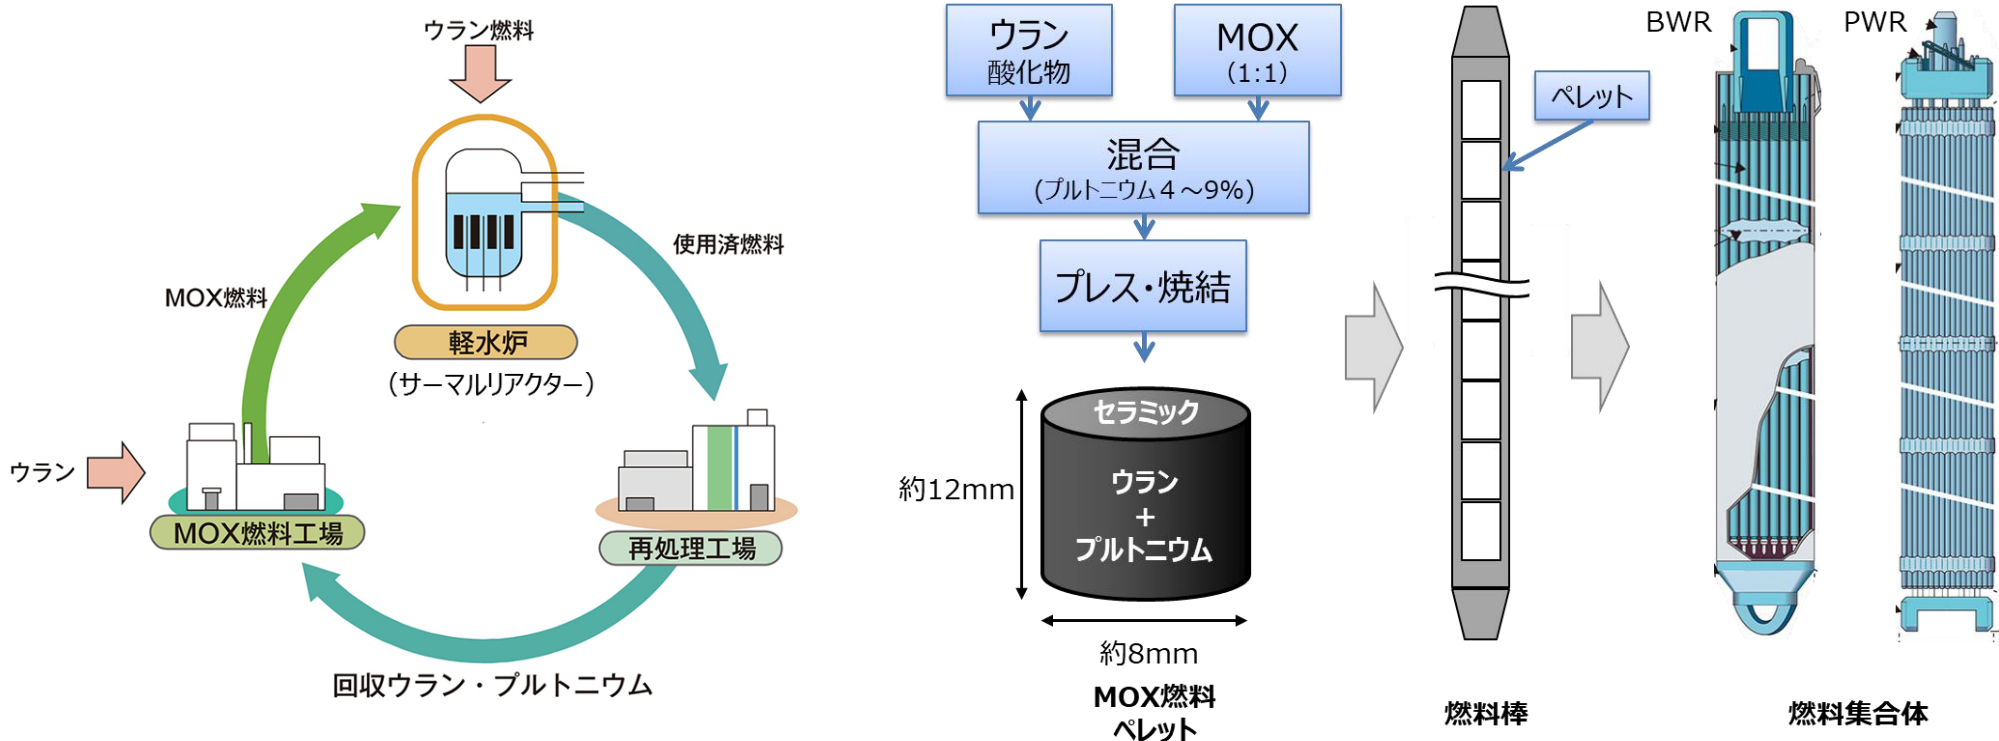 ウラン燃料
MOX燃料
使用済燃料
軽水炉
（サーマルリアクター）
ウラン
MOX燃料工場
再処理工場
回収ウラン・プルトニウム
ウラン
酸化物
MOX
（1:1）
混合
(プルトニウム４～9%)
プレス・焼結
セラミック
ウラン
+
プルトニウム
約12mm
約8mm
MOX燃料
ペレット
ペレット
燃料棒
BWR
PWR
燃料集合体